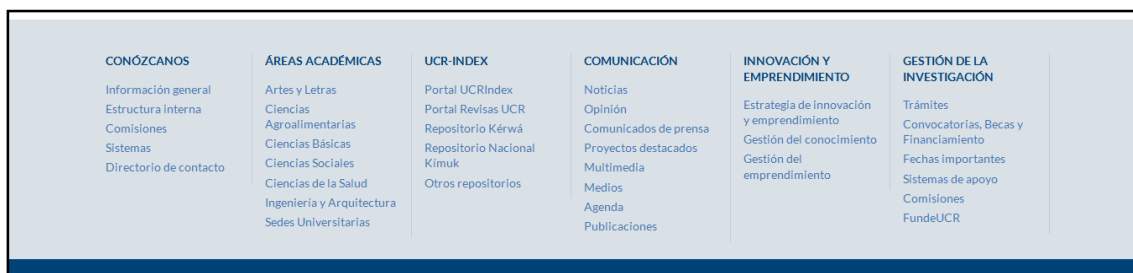 CONÓZCANOS
Información general
Estructura interna
Comisiones
Sistemas
Directorio de contacto
ÁREAS ACADÉMICAS
Artes y Letras
Ciencias
Agroalimentarias
Ciencias Básicas
Ciencias Sociales
Ciencias de la Salud
Ingeniería y Arquitectura
Sedes Universitarias
UCR-INDEX
Portal UCRIndex
Portal Revisas UCR
Repositorio Kérwá
Repositorio Nacional
Kímuk
Otros repositorios
COMUNICACIÓN
Noticias
Opinión
Comunicados de prensa
Proyectos destacados
Multimedia
Medios
Agenda
Publicaciones
INNOVACIÓN Y
EMPRENDIMIENTO
Estrategia de innovación
y emprendimiento
Gestión del conocimiento
Gestión del
emprendimiento
GESTIÓN DE LA
INVESTIGACIÓN
Trámites
Convocatorias, Becas y
Financiamiento
Fechas importantes
Sistemas de apoyo
Comisiones
FundeUCR